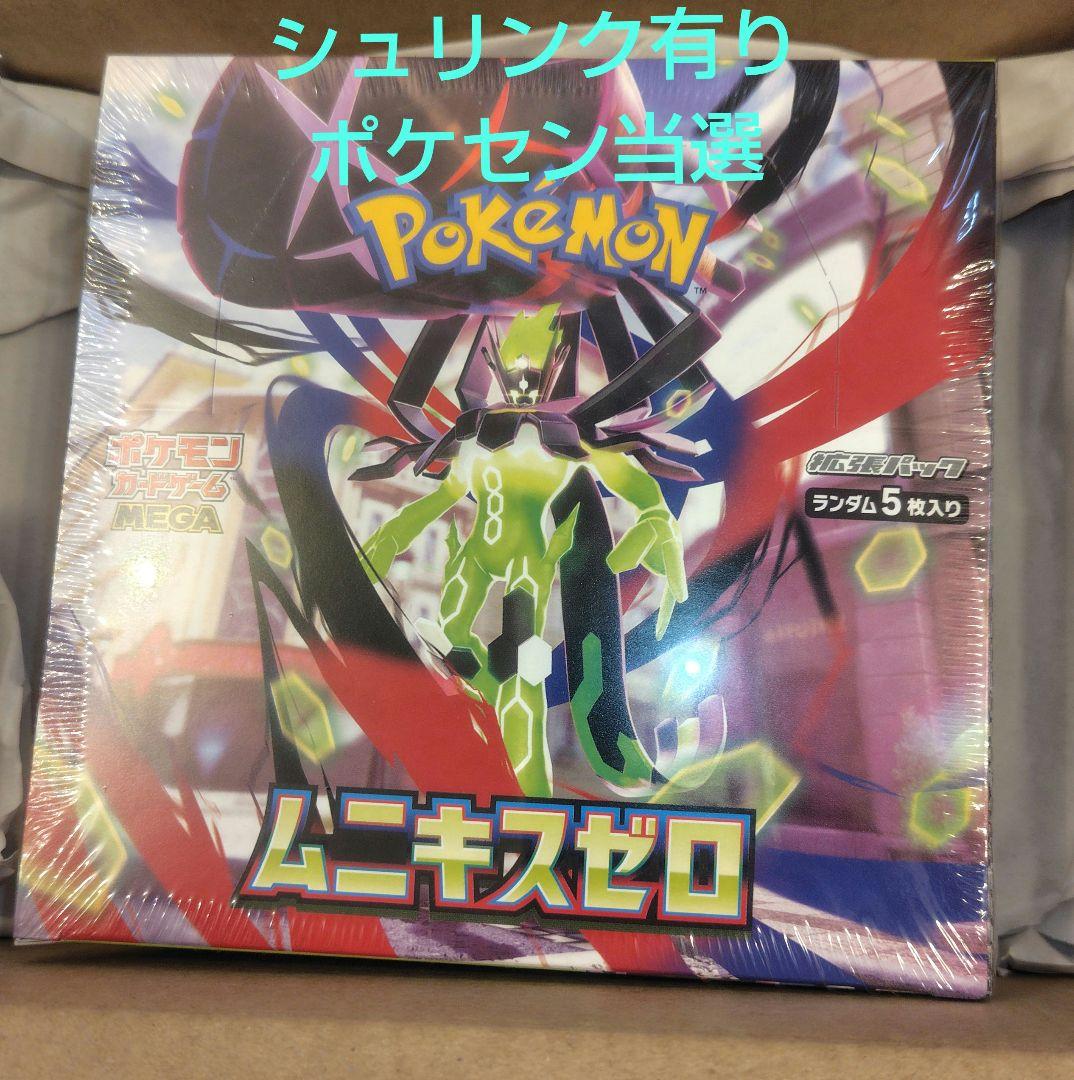 シュリンク有り
ポケセン当選
POKéMON
TM
ポケモン
カードゲーム
MEGA
拡張パック
ランダム5枚入り
ムニキスゼロ